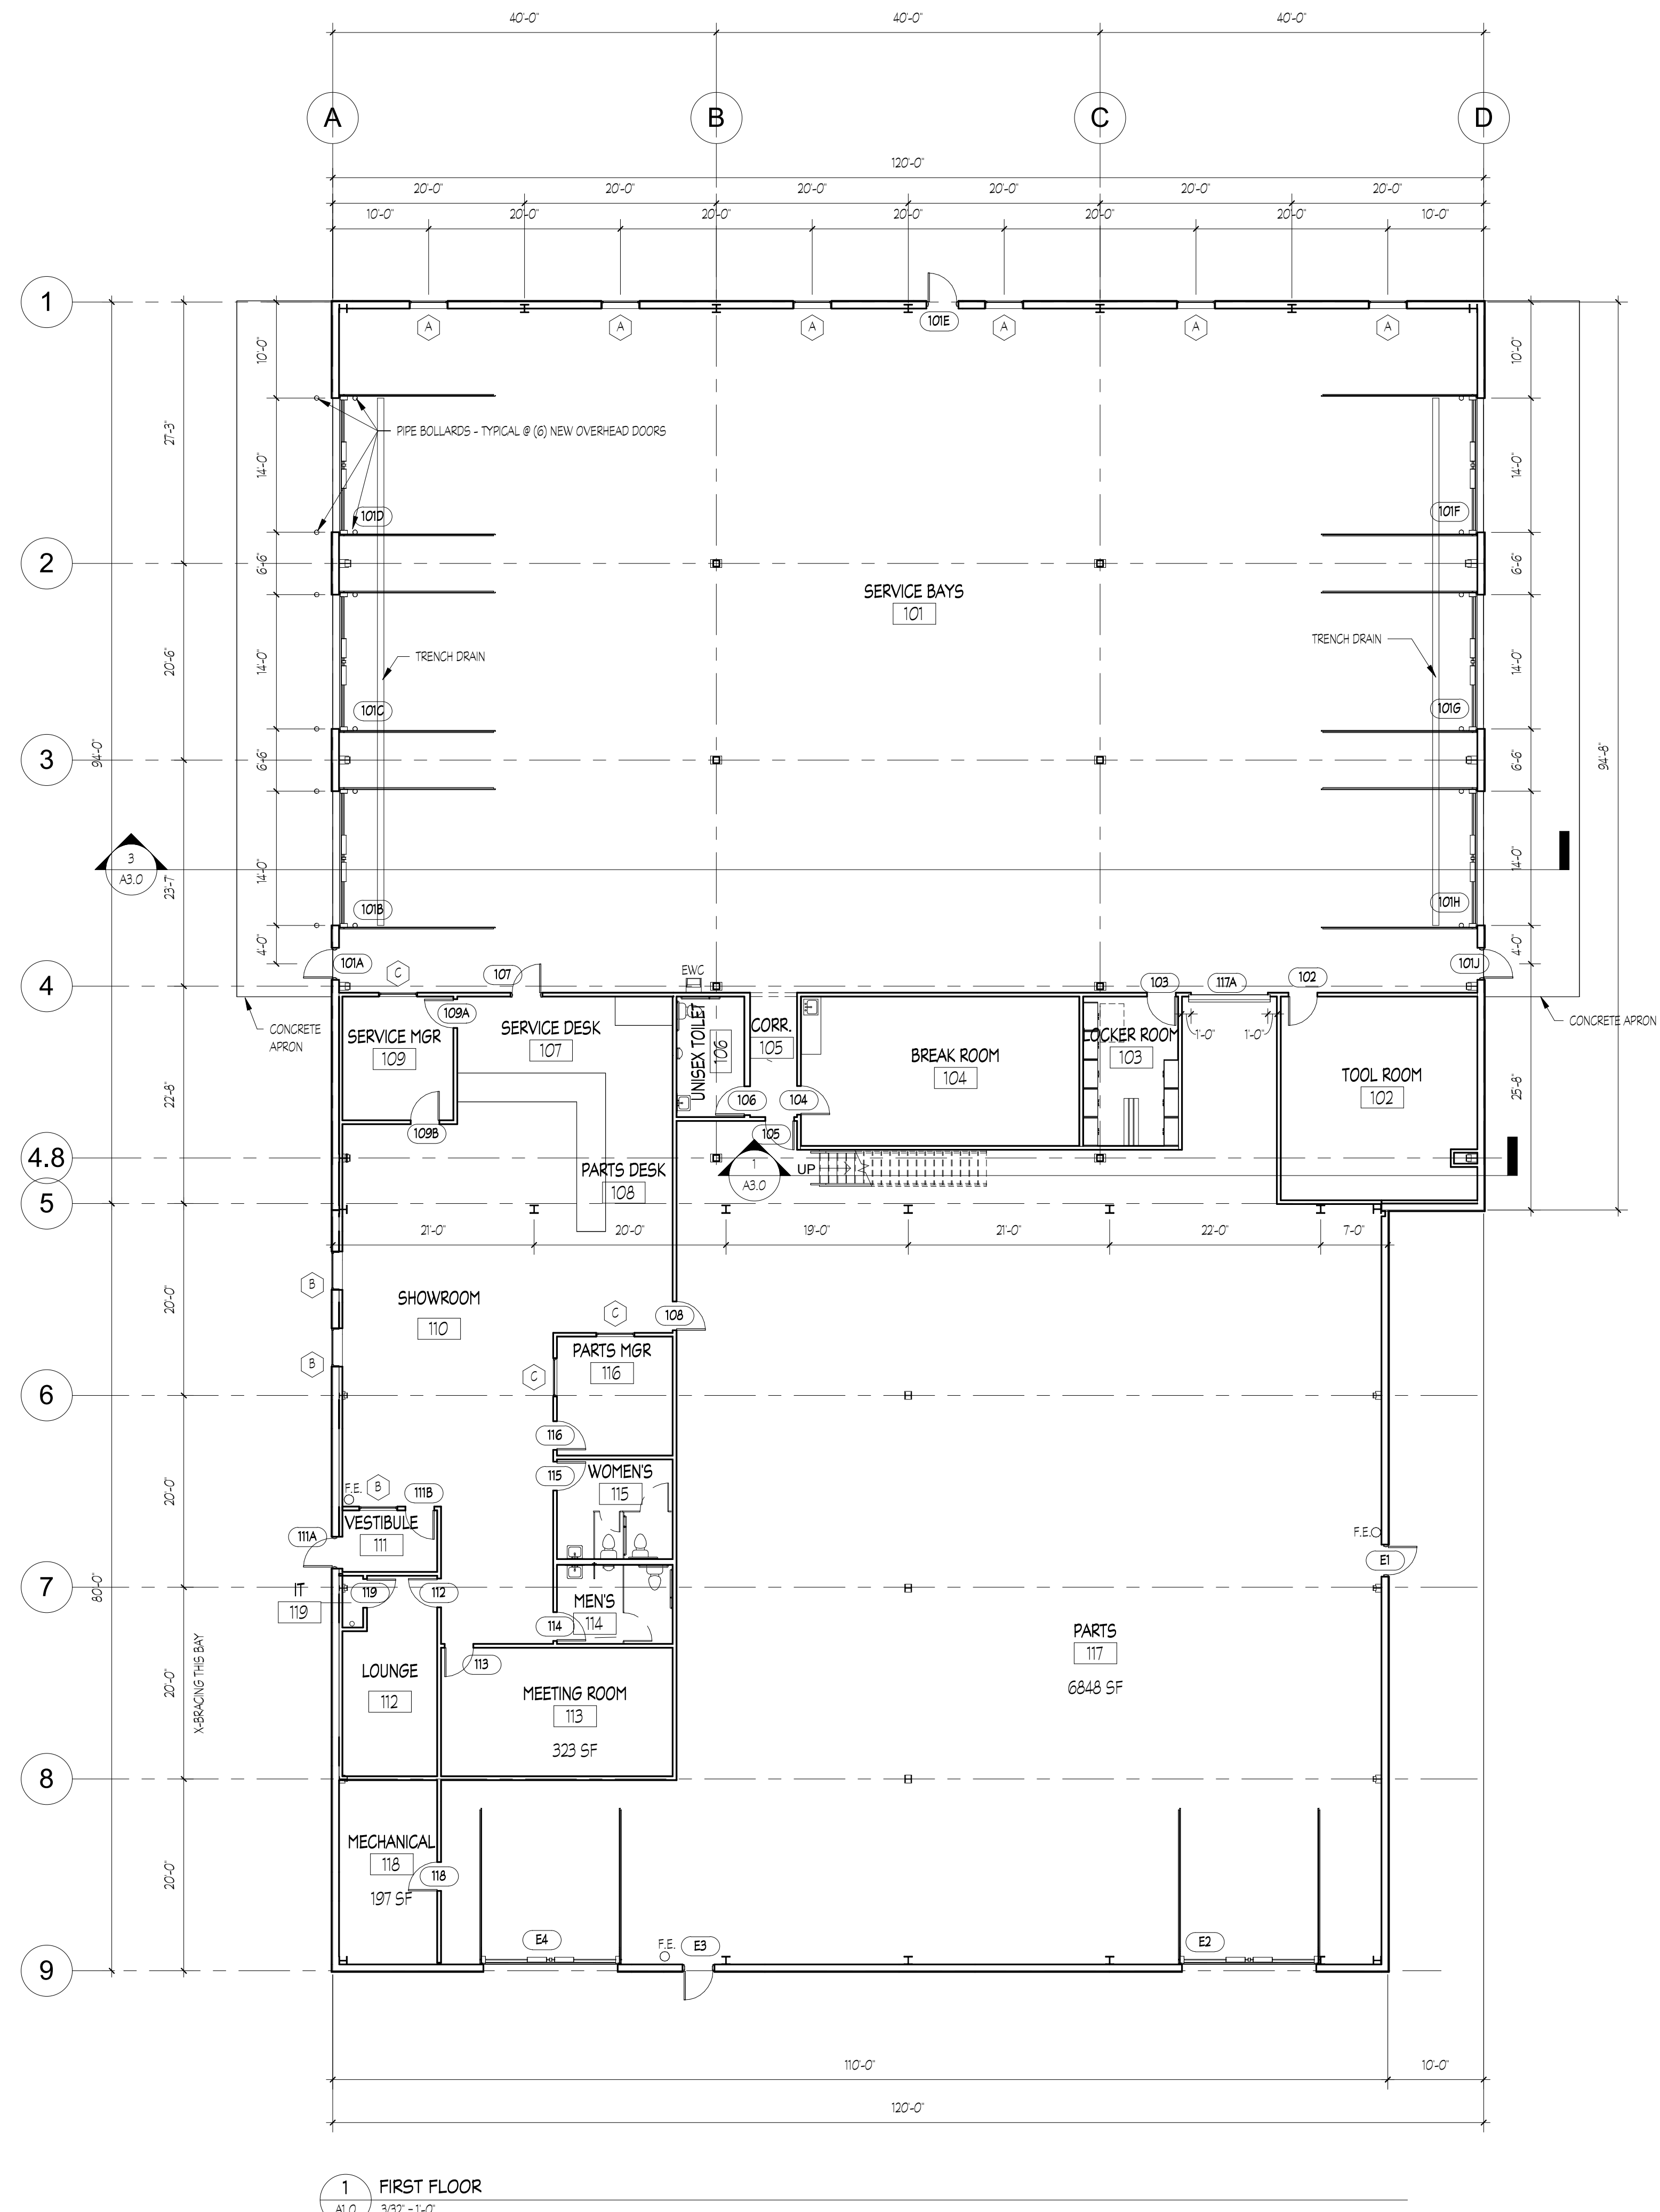 40'-0"
40'-0"
40'-0"
A
B
C
D
120'-0"
20'-0"
20'-0"
20'-0"
20'-0"
20'-0"
20'-0"
10'-0"
20'-0"
20'-0"
20'-0"
20'-0"
20'-0"
10'-0"
1
A
A
A
101E
A
A
A
10'-0"
10'-0"
27'-3"
PIPE BOLLARDS - TYPICAL @ (6) NEW OVERHEAD DOORS
14'-0"
14'-0"
101D
101F
2
6'-6"
6'-6"
SERVICE BAYS
101
TRENCH DRAIN
TRENCH DRAIN
20'-6"
14'-0"
14'-0"
101C
101G
3
94'-0"
6'-6"
6'-6"
94'-8"
3
A3.0
23'-7
14'-0"
14'-0"
101B
101H
4'-0"
4'-0"
101A
C
107
EWC
103
117A
102
101J
4
CONCRETE
APRON
SERVICE MGR
109
109A
SERVICE DESK
107
UNISEX TOILET
106
CORR.
105
BREAK ROOM
104
LOCKER ROOM
103
1'-0"
1'-0"
TOOL ROOM
102
CONCRETE APRON
22'-8"
25'-8"
106
104
109B
105
4.8
PARTS DESK
108
1
A3.0
UP
5
21'-0"
20'-0"
19'-0"
21'-0"
22'-0"
7'-0"
B
20'-0"
SHOWROOM
110
C
108
B
C
PARTS MGR
116
6
116
20'-0"
F.E.
B
111B
115
WOMEN'S
115
VESTIBULE
111
111A
F.E.
E1
7
80'-0"
IT
119
119
112
MEN'S
114
114
PARTS
117
6848 SF
X-BRACING THIS BAY
20'-0"
LOUNGE
112
113
MEETING ROOM
113
323 SF
8
20'-0"
MECHANICAL
118
197 SF
118
E4
F.E.
E3
E2
9
110'-0"
10'-0"
120'-0"
1
FIRST FLOOR
A1.0
3/32" = 1'-0"